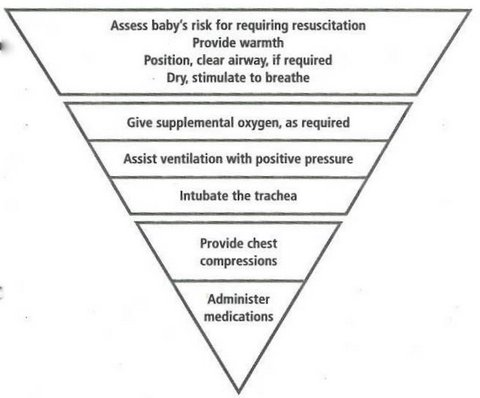 Assess baby's risk for requiring resuscitation
Provide warmth
Position, clear airway, if required
Dry, stimulate to breathe
Give supplemental oxygen, as required
Assist ventilation with positive pressure
Intubate the trachea
Provide chest
compressions
Administer
medications